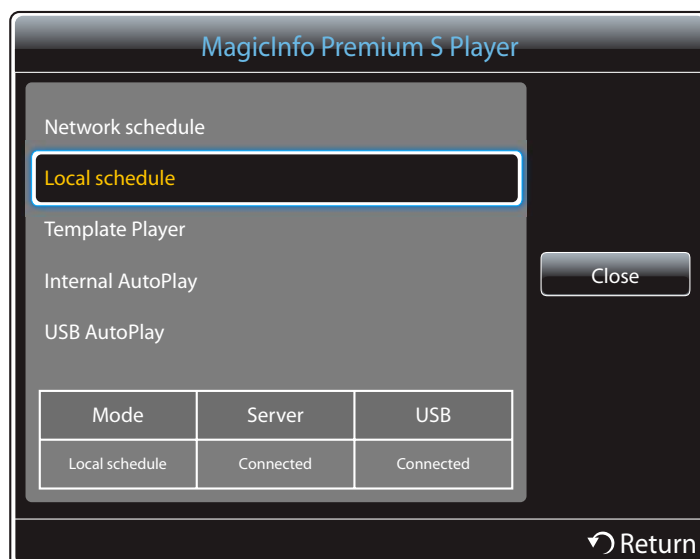 MagicInfo Premium S Player
Network schedule
Local schedule
Template Player
Internal AutoPlay
USB AutoPlay
Close
Mode Server USB
Local schedule Connected Connected
Return